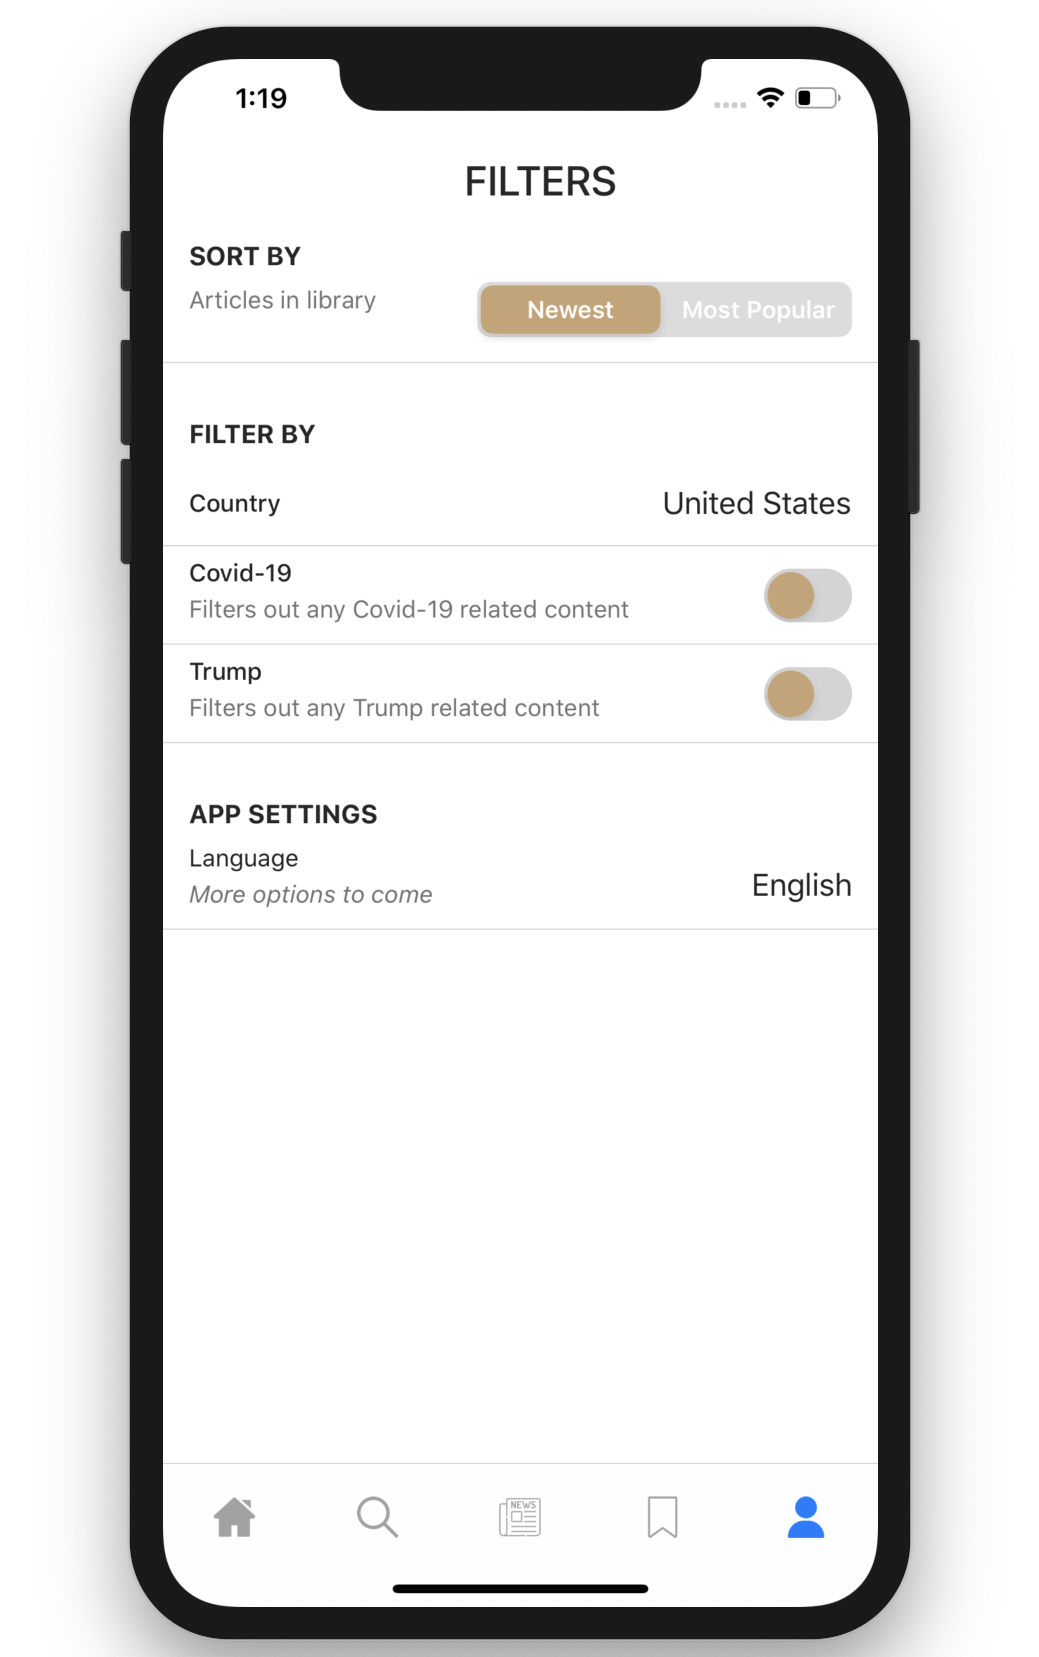 1:19
FILTERS
SORT BY
Articles in library
Newest
Most Popular
FILTER BY
Country
United States
Covid-19
Filters out any Covid-19 related content
Trump
Filters out any Trump related content
APP SETTINGS
Language
More options to come
English
NEWS